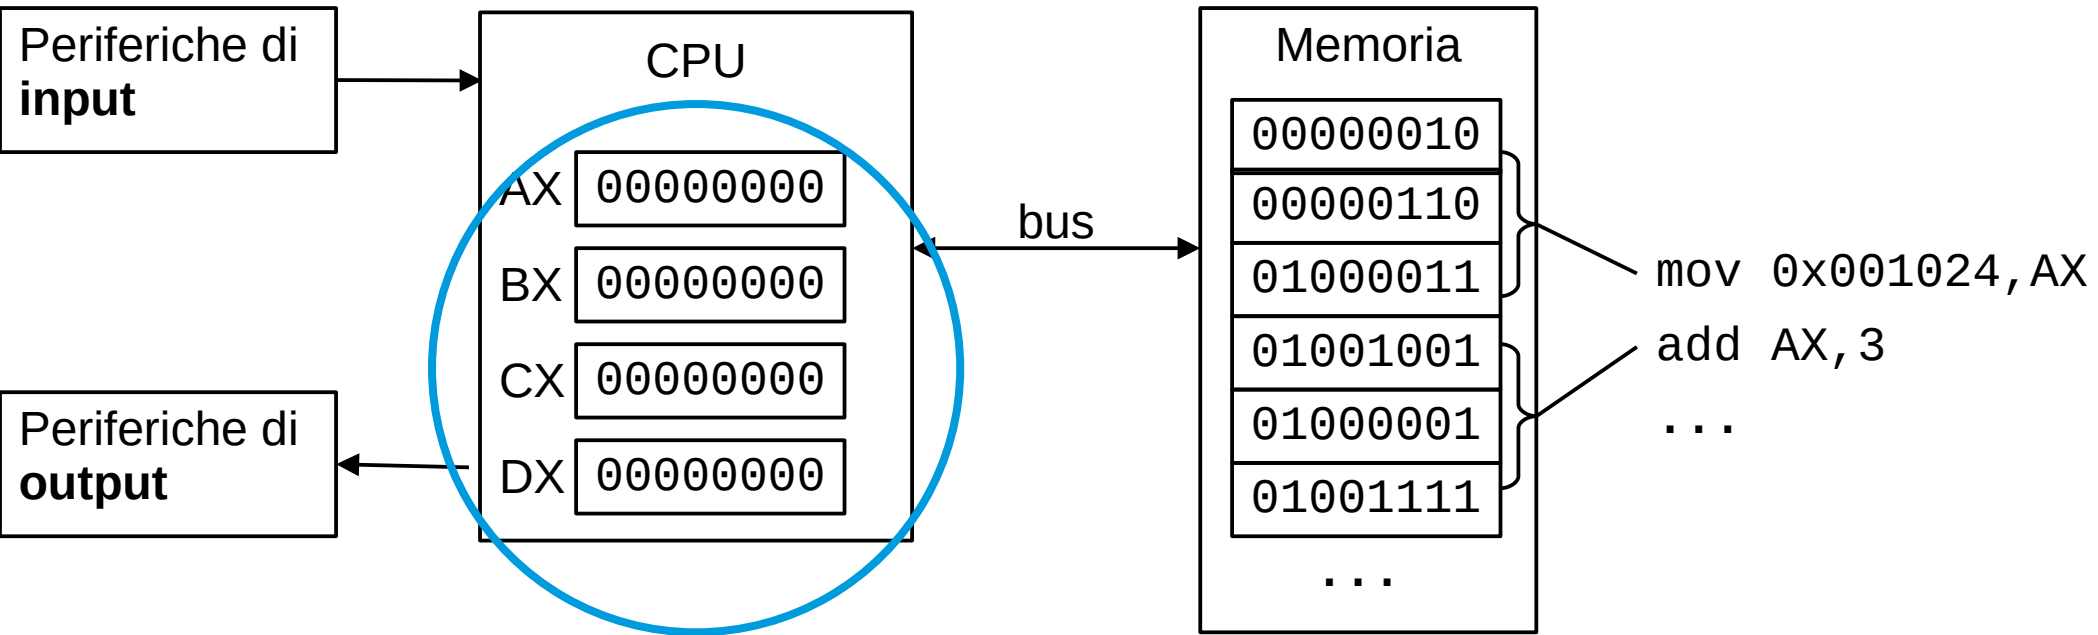 Periferiche di
input
CPU
AX 00000000
BX 00000000
CX 00000000
DX 00000000
Periferiche di
output
bus
Memoria
00000010
00000110
01000011
01001001
01000001
01001111
...
mov 0x001024,AX
add AX,3
...